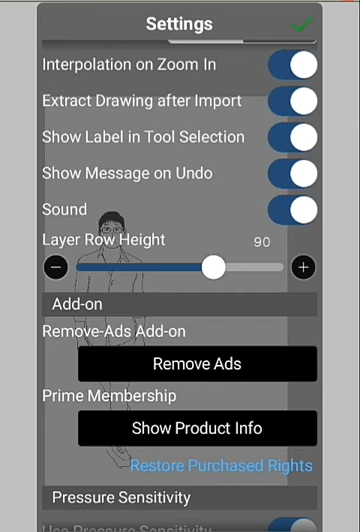 Settings
Interpolation on Zoom In
Extract Drawing after Import
Show Label in Tool Selection
Show Message on Undo
Sound
Layer Row Height 90
Add-on
Remove-Ads Add-on
Remove Ads
Prime Membership
Show Product Info
Restore Purchased Rights
Pressure Sensitivity
Use Pressure Sensitivity